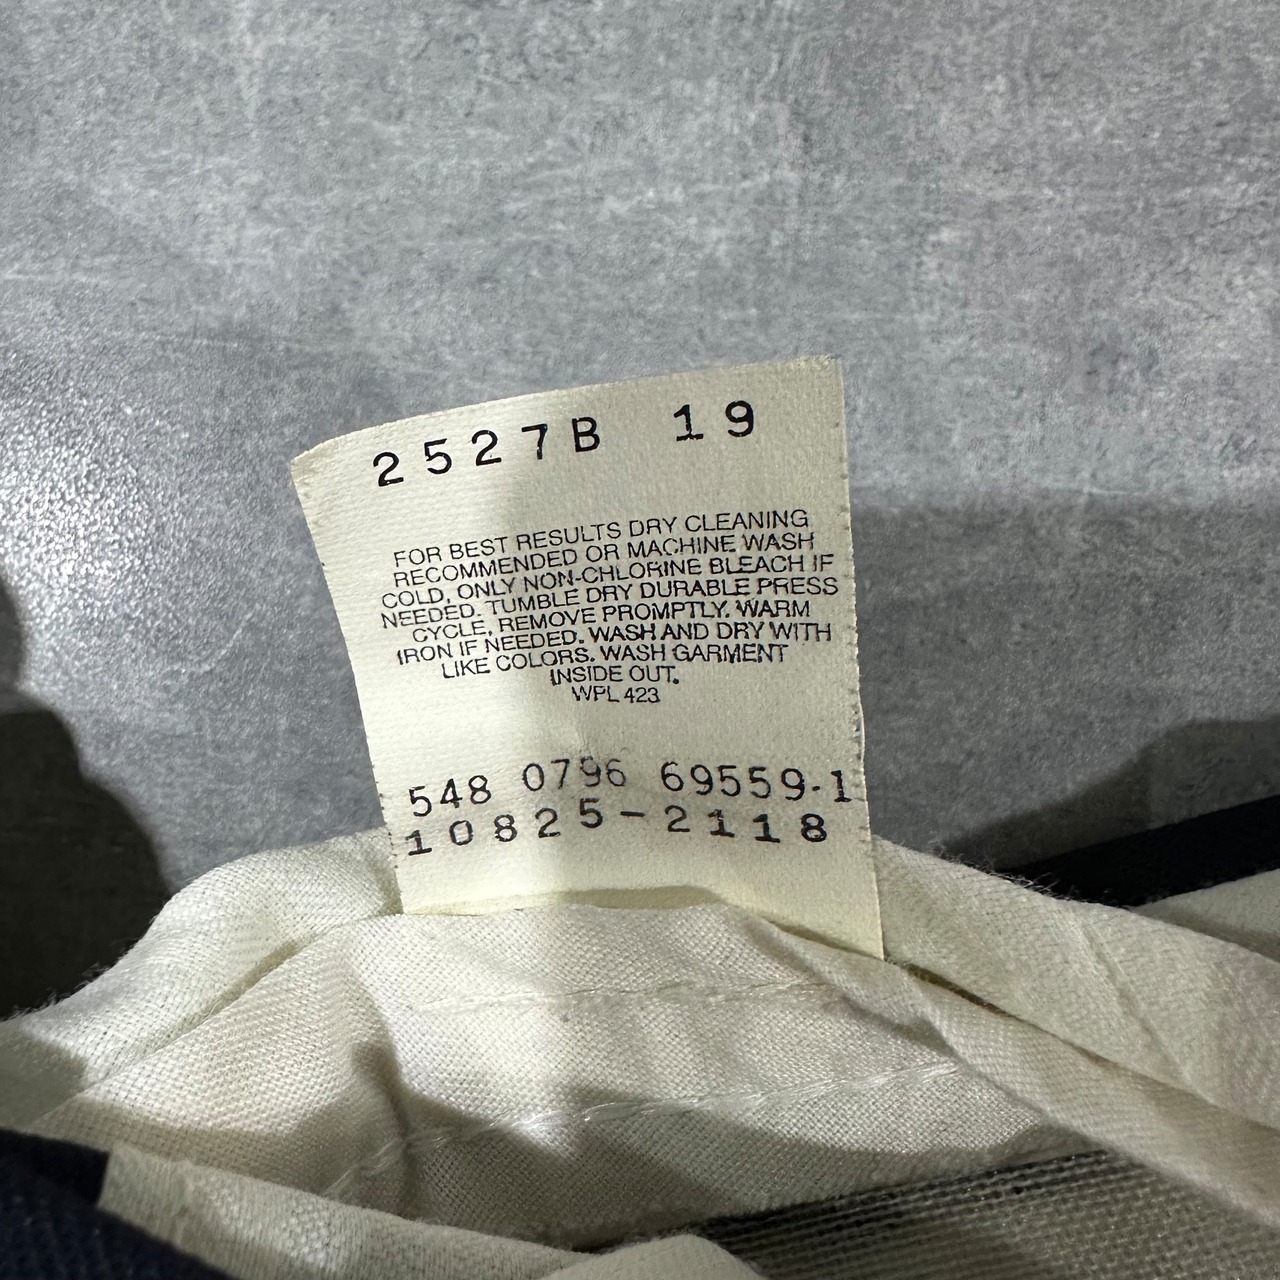 2527B 19
FOR BEST RESULTS DRY CLEANING
RECOMMENDED OR MACHINE WASH
COLD, ONLY NON-CHLORINE BLEACH IF
NEEDED. TUMBLE DRY DURABLE PRESS
CYCLE, REMOVE PROMPTLY. WARM
IRON IF NEEDED. WASH AND DRY WITH
LIKE COLORS. WASH GARMENT
INSIDE OUT.
WPL 423
548 0796 69559-1
10825-2118